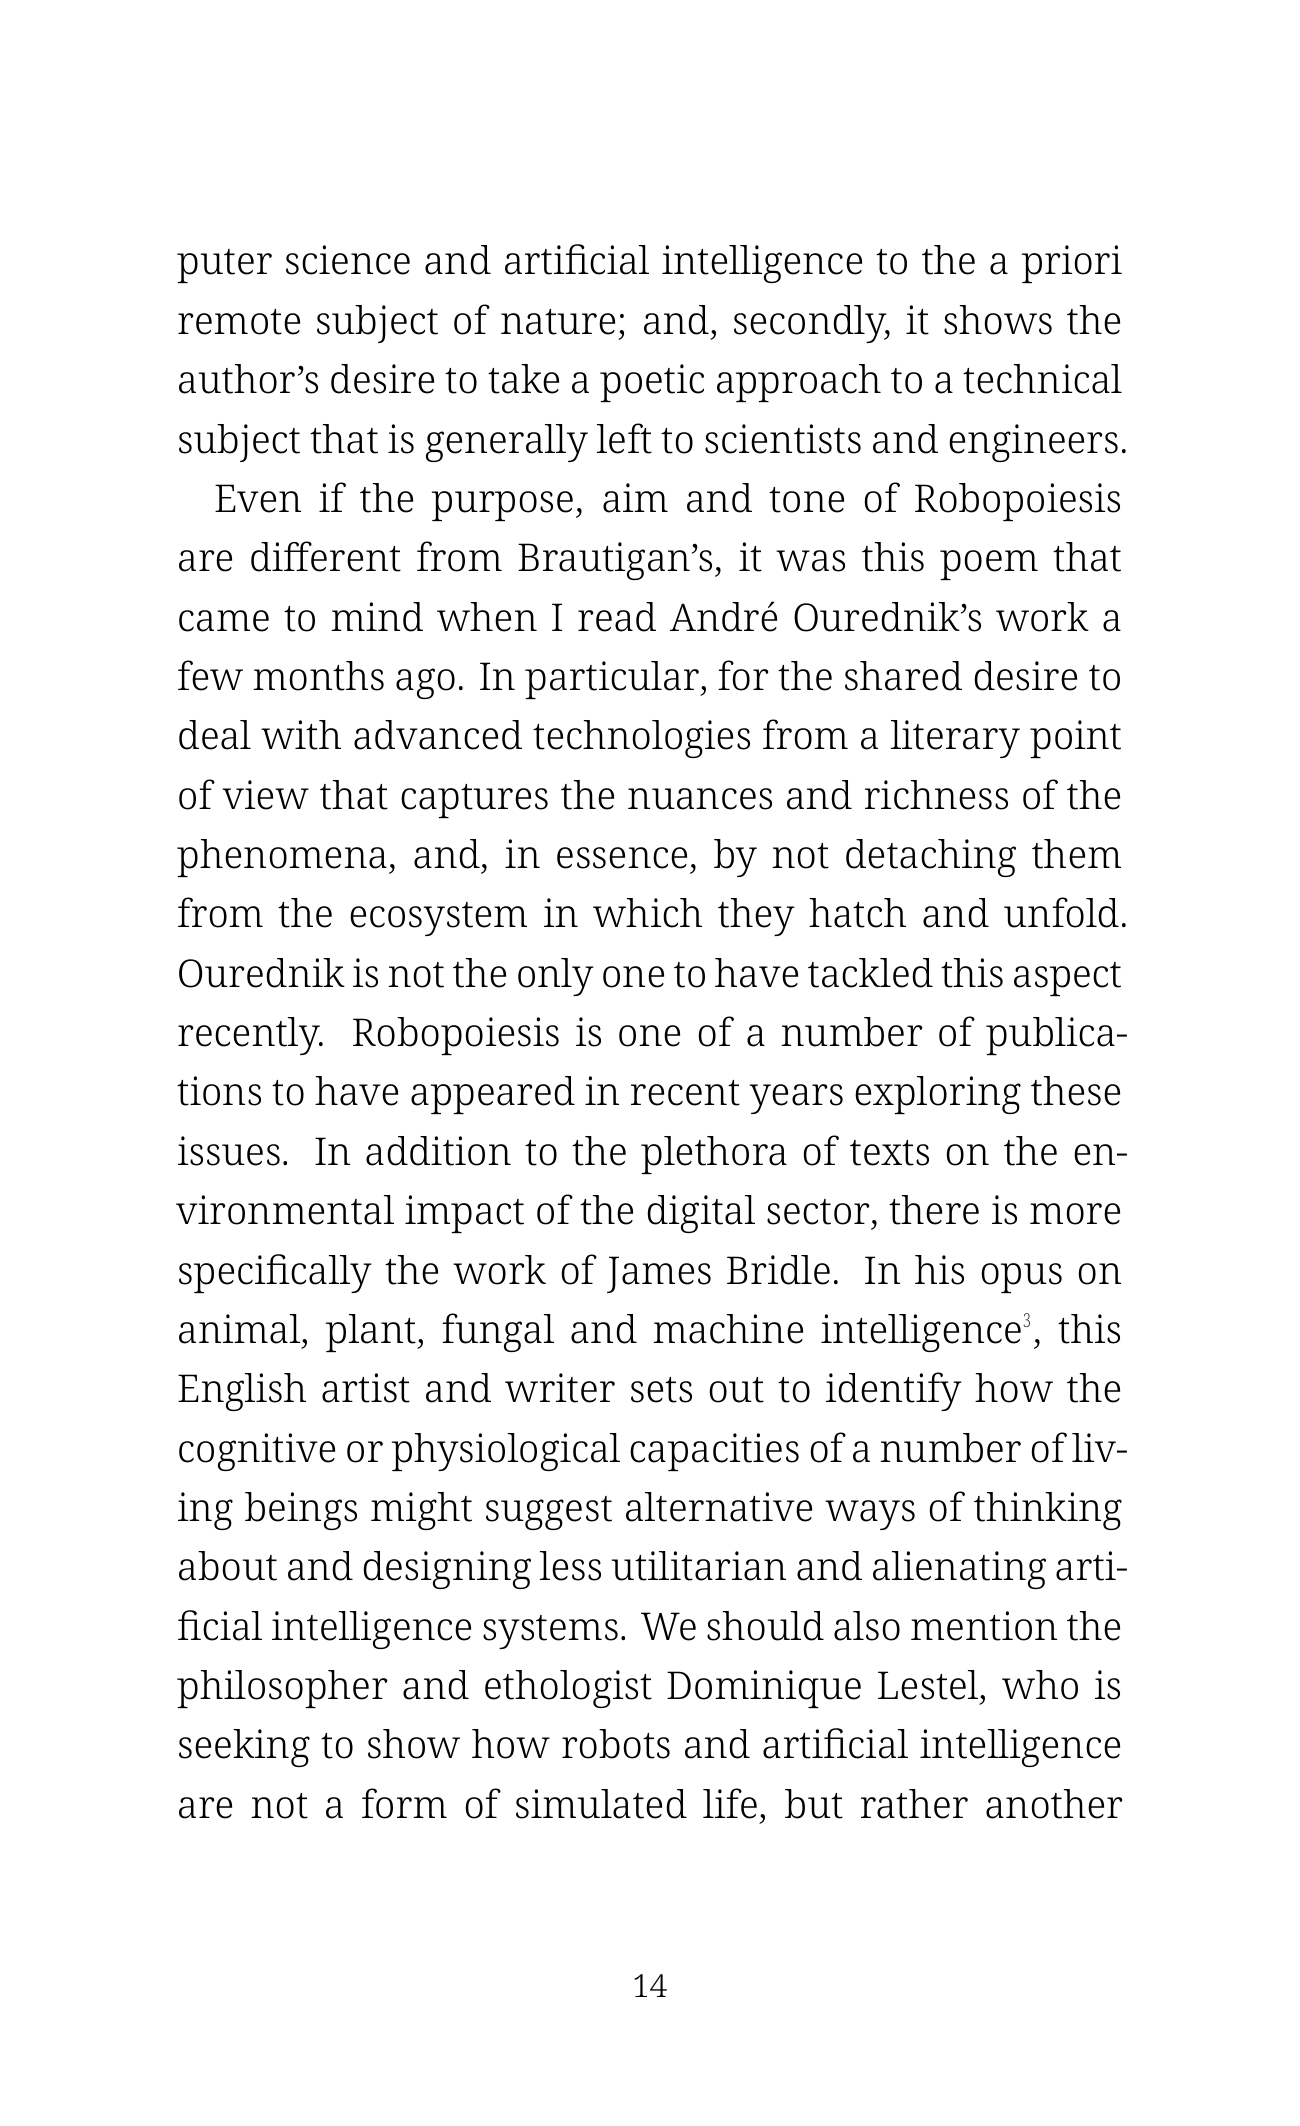 puter science and artificial intelligence to the a priori
remote subject of nature; and, secondly, it shows the
author’s desire to take a poetic approach to a technical
subject that is generally left to scientists and engineers.
Even if the purpose, aim and tone of Robopoiesis
are different from Brautigan’s, it was this poem that
came to mind when I read André Ourednik’s work a
few months ago. In particular, for the shared desire to
deal with advanced technologies from a literary point
of view that captures the nuances and richness of the
phenomena, and, in essence, by not detaching them
from the ecosystem in which they hatch and unfold.
Ourednik is not the only one to have tackled this aspect
recently. Robopoiesis is one of a number of publica-
tions to have appeared in recent years exploring these
issues. In addition to the plethora of texts on the en-
vironmental impact of the digital sector, there is more
specifically the work of James Bridle. In his opus on
animal, plant, fungal and machine intelligence³, this
English artist and writer sets out to identify how the
cognitive or physiological capacities of a number of liv-
ing beings might suggest alternative ways of thinking
about and designing less utilitarian and alienating arti-
ficial intelligence systems. We should also mention the
philosopher and ethologist Dominique Lestel, who is
seeking to show how robots and artificial intelligence
are not a form of simulated life, but rather another
14